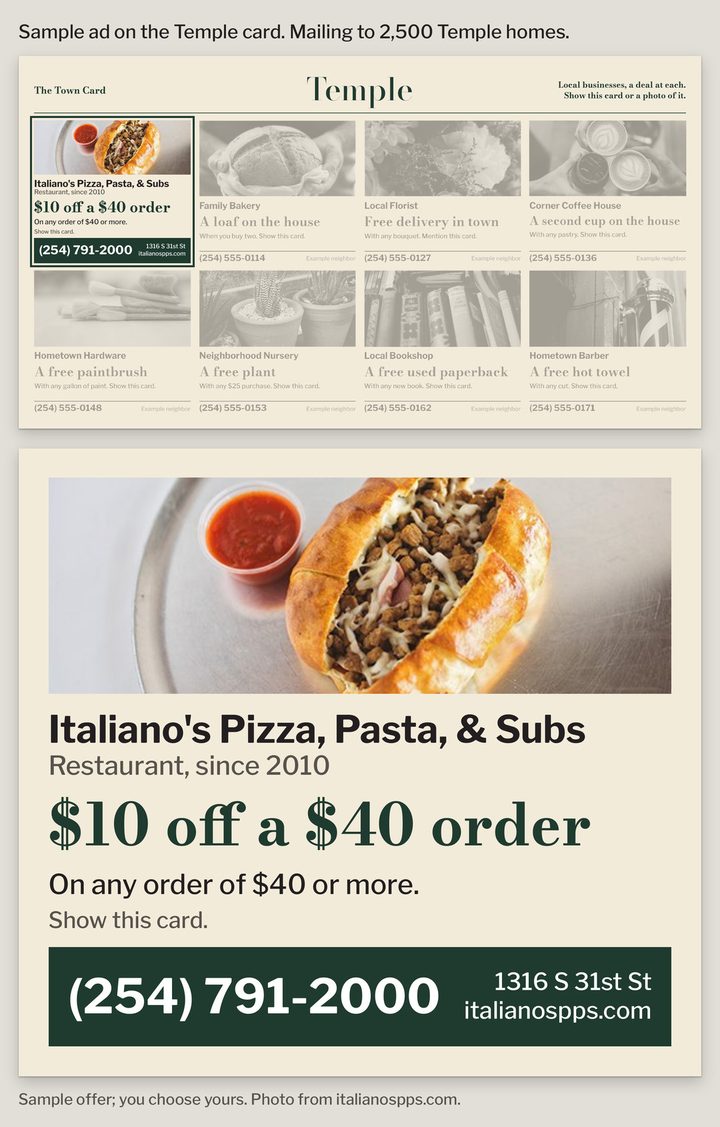 Sample ad on the Temple card. Mailing to 2,500 Temple homes.
The Town Card
Temple
Local businesses, a deal at each.
Show this card or a photo of it.
Italiano's Pizza, Pasta, & Subs
Restaurant, since 2010
$10 off a $40 order
On any order of $40 or more.
Show this card.
(254) 791-2000
1316 S 31st St
italianospps.com
Family Bakery
A loaf on the house
When you buy two. Show this card.
(254) 555-0114
Example neighbor
Local Florist
Free delivery in town
With any bouquet. Mention this card.
(254) 555-0127
Example neighbor
Corner Coffee House
A second cup on the house
With any pastry. Show this card.
(254) 555-0136
Example neighbor
Hometown Hardware
A free paintbrush
With any gallon of paint. Show this card.
(254) 555-0148
Example neighbor
Neighborhood Nursery
A free plant
With any $25 purchase. Show this card.
(254) 555-0153
Example neighbor
Local Bookshop
A free used paperback
With any new book. Show this card.
(254) 555-0162
Example neighbor
Hometown Barber
A free hot towel
With any cut. Show this card.
(254) 555-0171
Example neighbor
Italiano's Pizza, Pasta, & Subs
Restaurant, since 2010
$10 off a $40 order
On any order of $40 or more.
Show this card.
(254) 791-2000
1316 S 31st St
italianospps.com
Sample offer; you choose yours. Photo from italianospps.com.